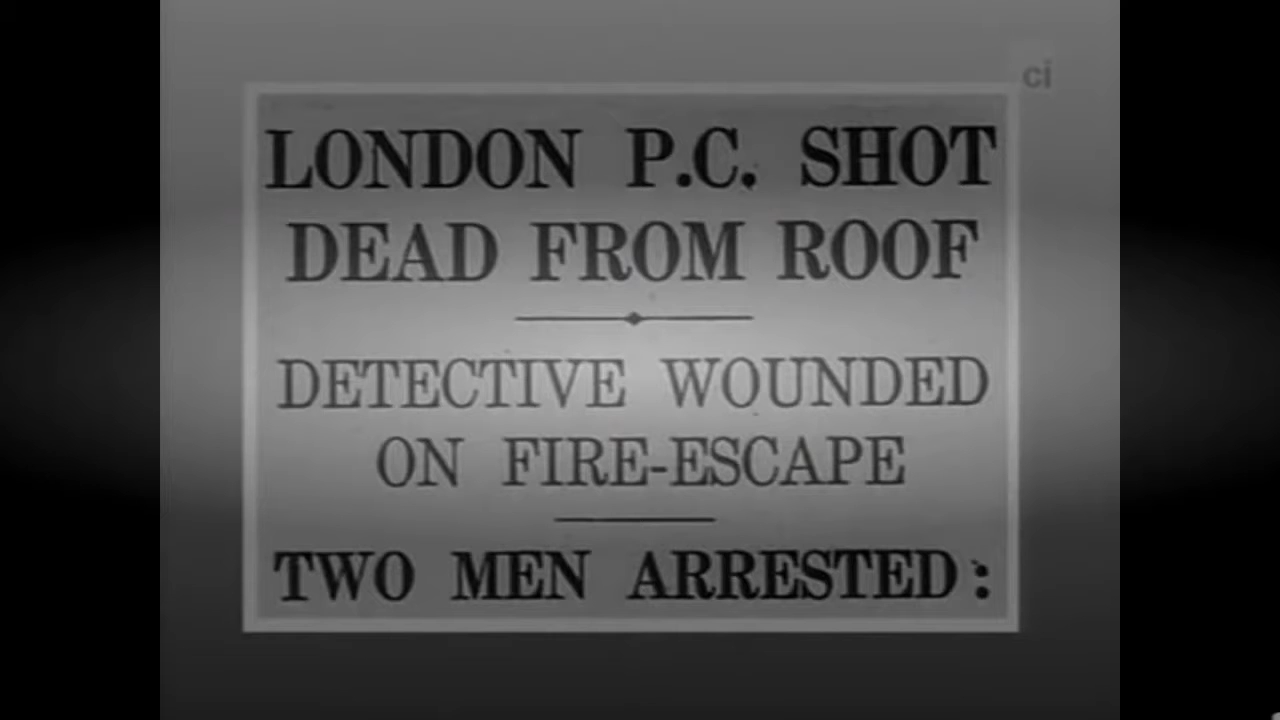 ci
LONDON P.C. SHOT
DEAD FROM ROOF
DETECTIVE WOUNDED
ON FIRE-ESCAPE
TWO MEN ARRESTED: